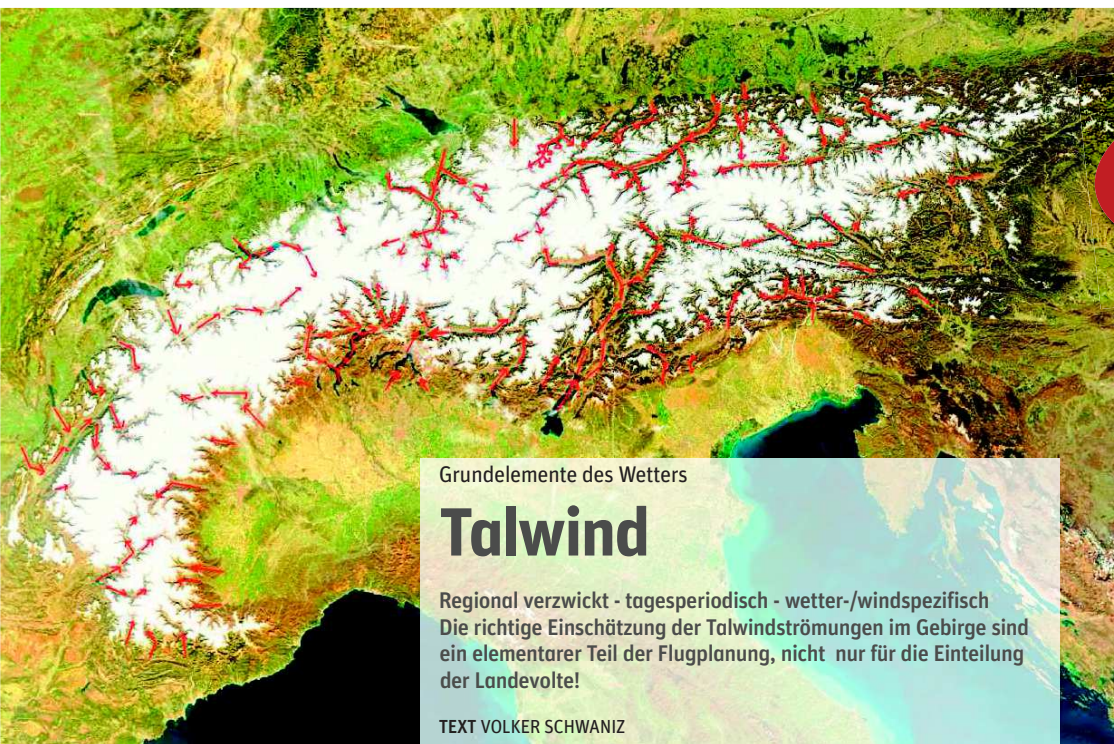 Grundelemente des Wetters
Talwind
Regional verzwickt - tagesperiodisch - wetter-/windspezifisch
Die richtige Einschätzung der Talwindströmungen im Gebirge sind
ein elementarer Teil der Flugplanung, nicht nur für die Einteilung
der Landevolte!
TEXT VOLKER SCHWANIZ